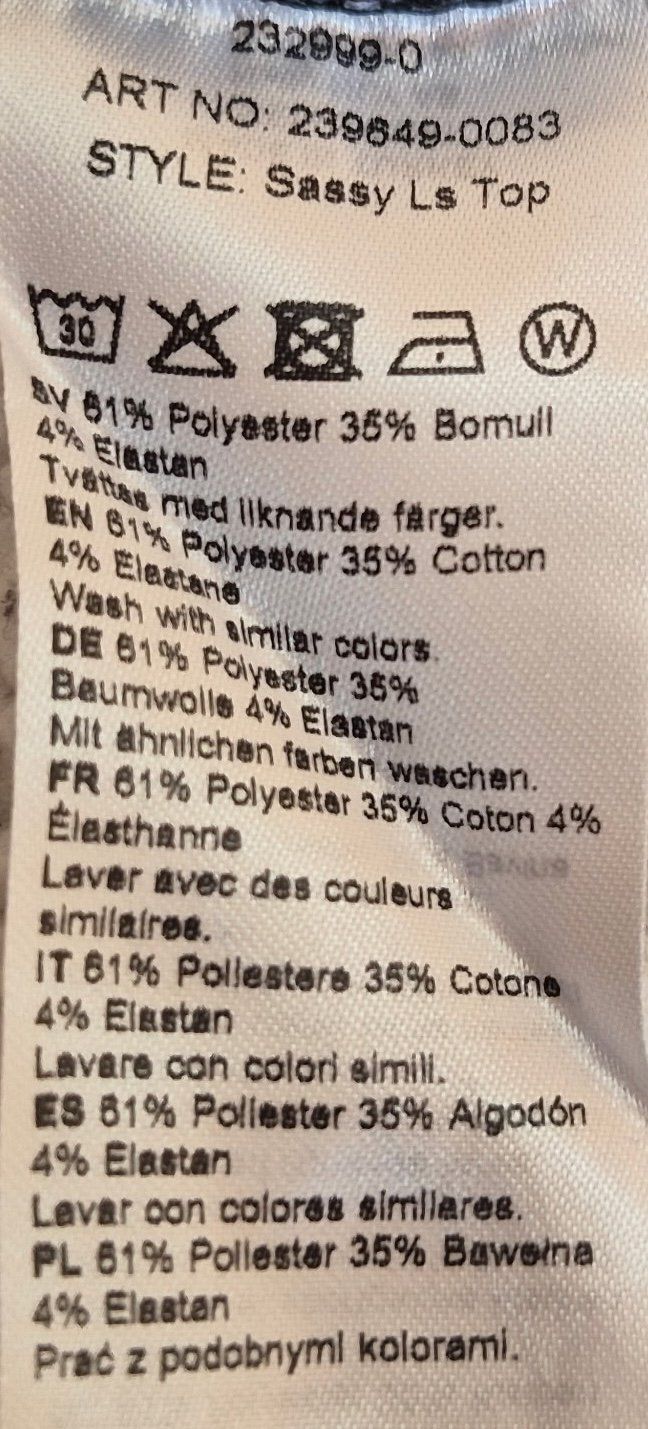 232999-0
ART NO: 239649-0083
STYLE: Sassy Ls Top
30
W
SV 61% Polyester 35% Bomull
4% Elastan
Tvättas med liknande färger.
EN 61% Polyester 35% Cotton
4% Elastane
Wash with similar colors.
DE 61% Polyester 35%
Baumwolle 4% Elastan
Mit ähnlichen farben waschen.
FR 61% Polyester 35% Coton 4%
Élasthanne
Laver avec des couleurs
similaires.
IT 61% Poliestere 35% Cotone
4% Elastan
Lavare con colori simili.
ES 61% Poliester 35% Algodón
4% Elastan
Lavar con colores similares.
PL 61% Poliester 35% Bawełna
4% Elastan
Prać z podobnymi kolorami.